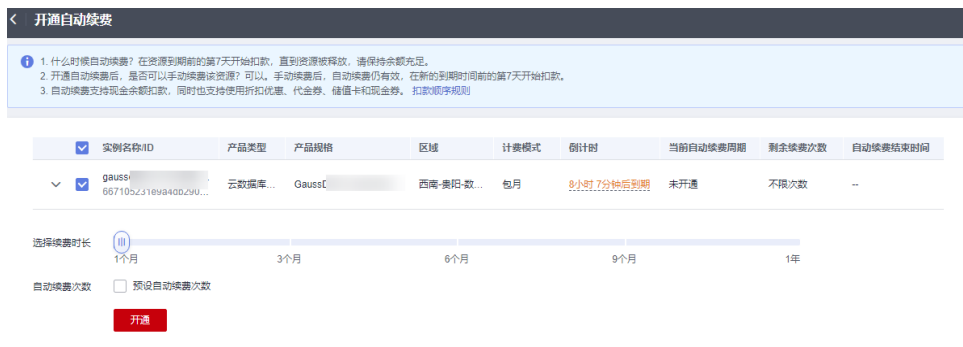 开通自动续费
1. 什么时候自动续费？在资源到期前的第7天开始扣款，直到资源被释放，请保持余额充足。
2. 开通自动续费后，是否可以手动续费该资源？可以。手动续费后，自动续费仍有效，在新的到期时间前的第7天开始扣款。
3. 自动续费支持现金余额扣款，同时也支持使用折扣优惠、代金券、储值卡和现金券。 扣款顺序规则
实例名称/ID 产品类型 产品规格 区域 计费模式 倒计时 当前自动续费周期 剩余续费次数 自动续费结束时间
gauss
云数据库... Gauss 西南-贵阳-数... 包月 8小时 7分钟后到期 未开通 不限次数 --
667105231e9a4db290...
选择续费时长
1个月 3个月 6个月 9个月 1年
自动续费次数 预设自动续费次数
开通